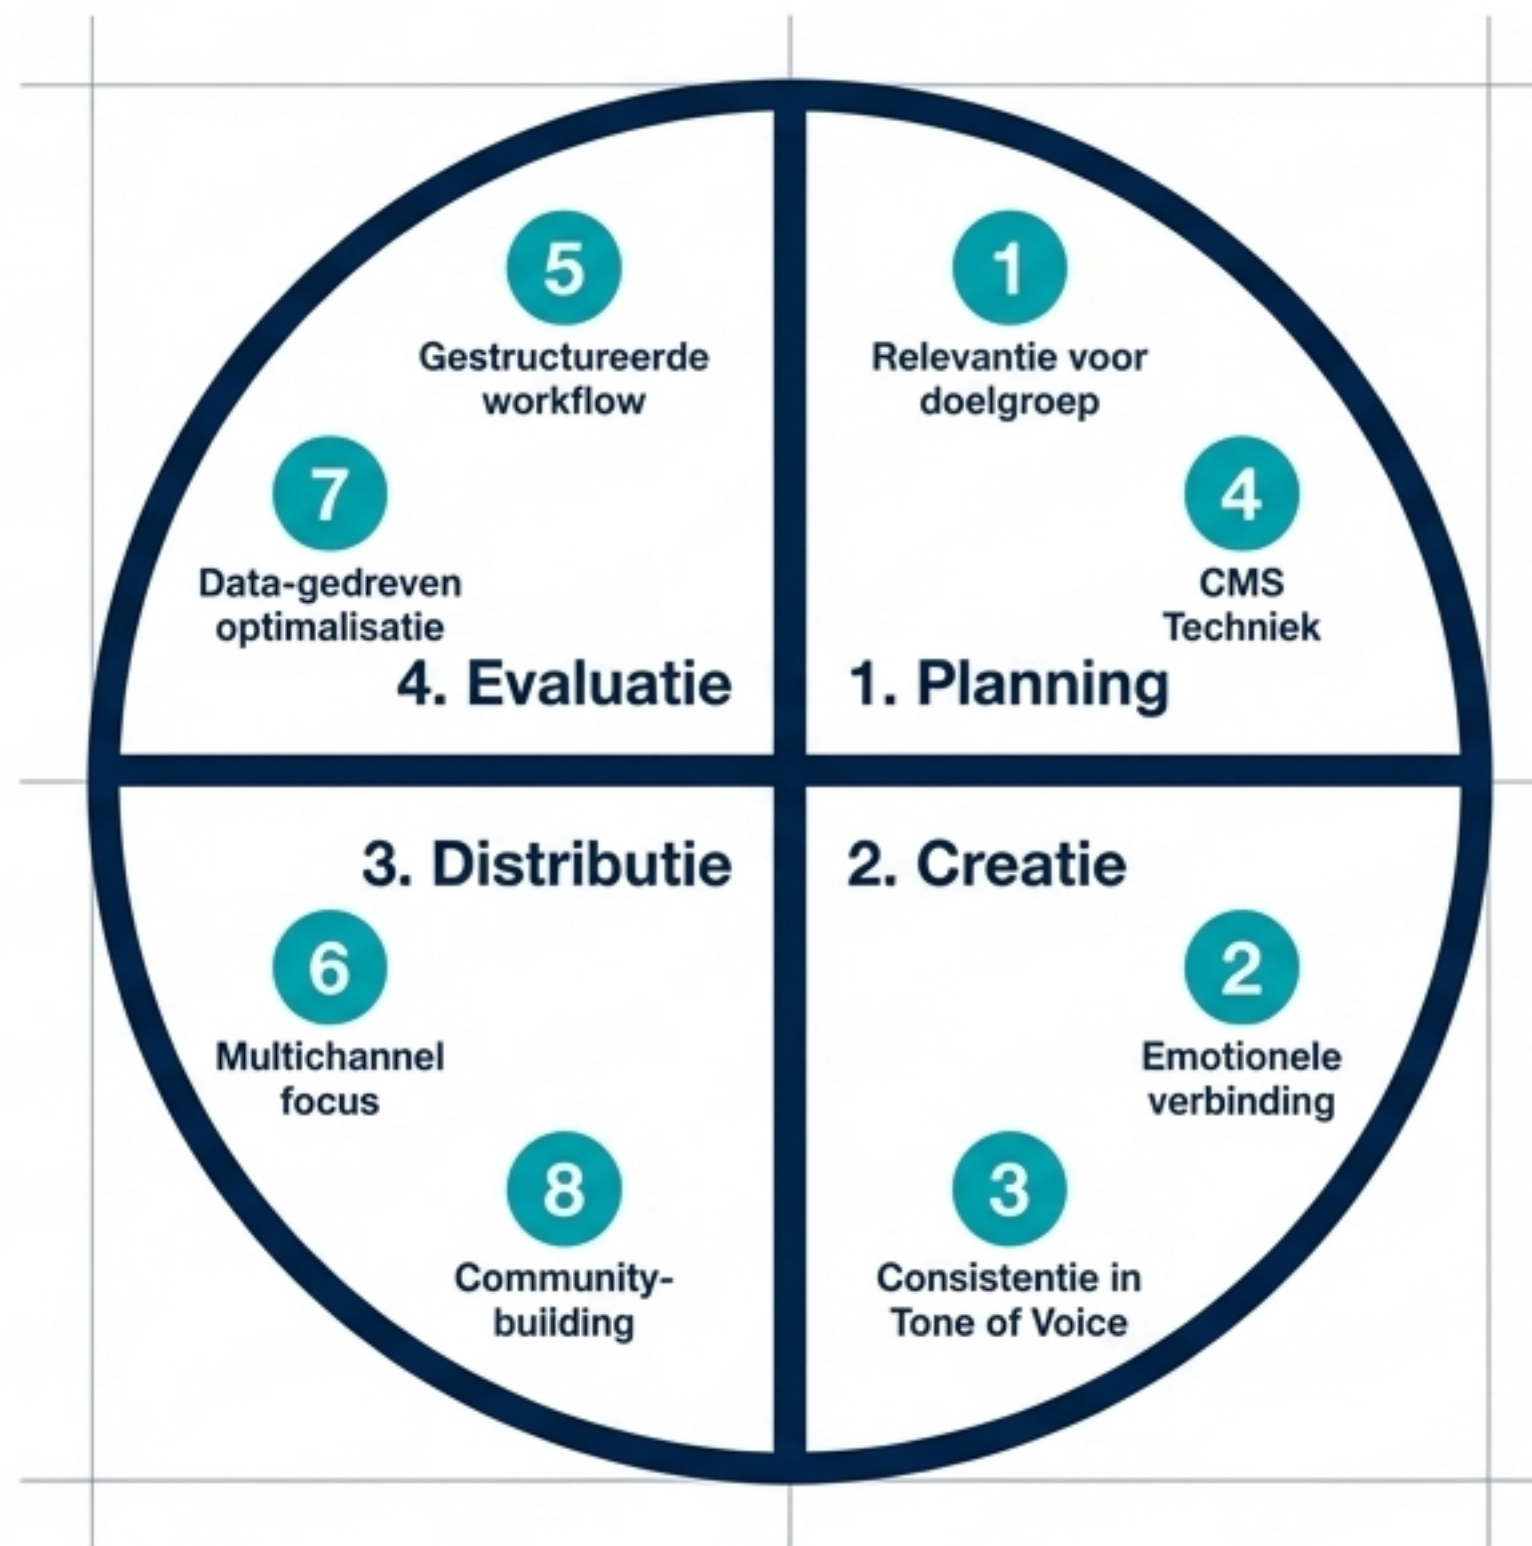 5
Gestructureerde
workflow
7
Data-gedreven
optimalisatie
4. Evaluatie
1
Relevantie voor
doelgroep
4
CMS
Techniek
1. Planning
3. Distributie
6
Multichannel
focus
8
Community-
building
2. Creatie
2
Emotionele
verbinding
3
Consistentie in
Tone of Voice